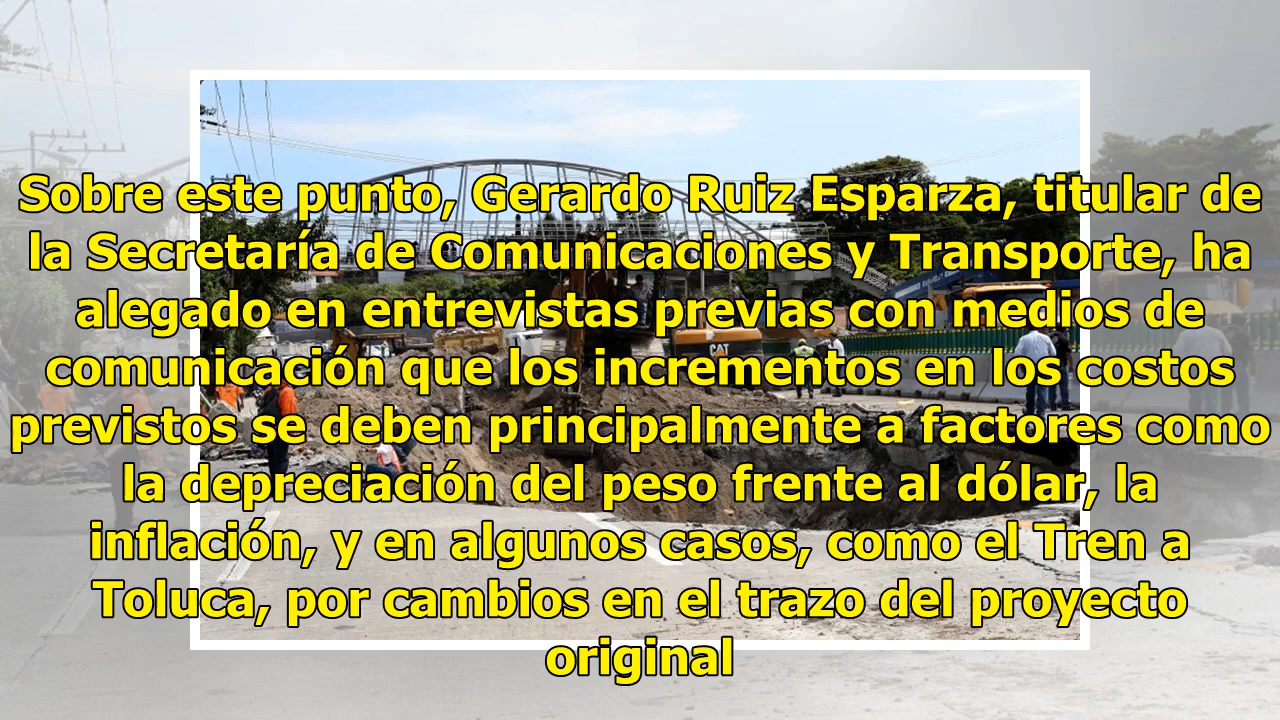 Sobre este punto, Gerardo Ruiz Esparza, titular de
la Secretaría de Comunicaciones y Transporte, ha
alegado en entrevistas previas con medios de
comunicación que los incrementos en los costos
previstos se deben principalmente a factores como
la depreciación del peso frente al dólar, la
inflación, y en algunos casos, como el Tren a
Toluca, por cambios en el trazo del proyecto
original
CAT